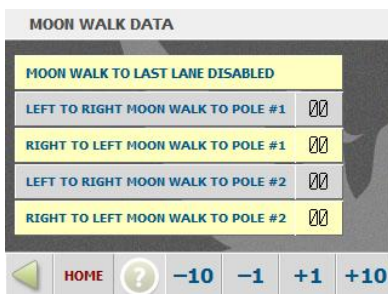 MOON WALK DATA
MOON WALK TO LAST LANE DISABLED
LEFT TO RIGHT MOON WALK TO POLE #1 00
RIGHT TO LEFT MOON WALK TO POLE #1 00
LEFT TO RIGHT MOON WALK TO POLE #2 00
RIGHT TO LEFT MOON WALK TO POLE #2 00
HOME ? −10 −1 +1 +10